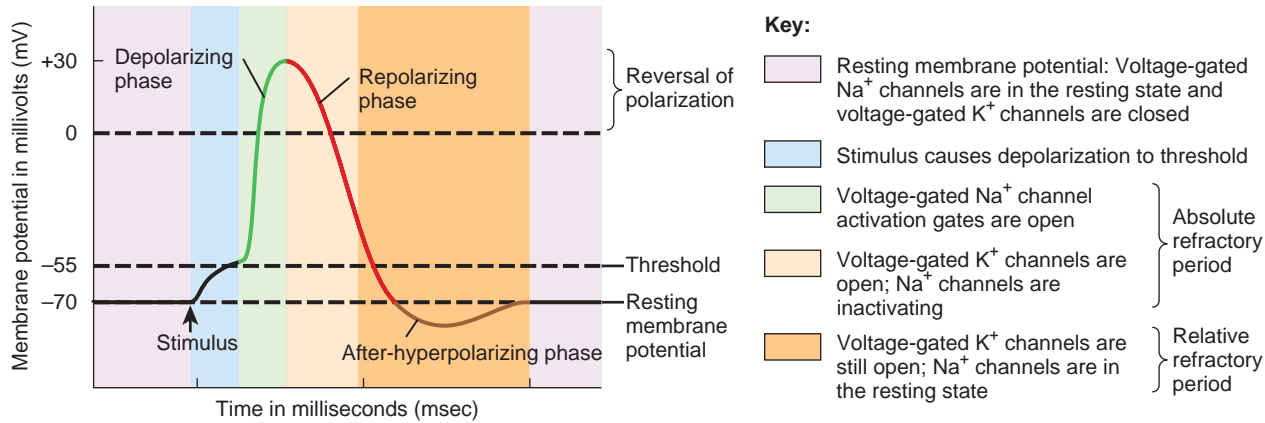 Membrane potential in millivolts (mV)
+30
0
–55
–70
Depolarizing
phase
Repolarizing
phase
Reversal of
polarization
Threshold
Resting
membrane
potential
Stimulus
After-hyperpolarizing phase
Time in milliseconds (msec)
Key:
Resting membrane potential: Voltage-gated
Na+ channels are in the resting state and
voltage-gated K+ channels are closed
Stimulus causes depolarization to threshold
Voltage-gated Na+ channel
activation gates are open
Voltage-gated K+ channels are
open; Na+ channels are
inactivating
Absolute
refractory
period
Voltage-gated K+ channels are
still open; Na+ channels are in
the resting state
Relative
refractory
period